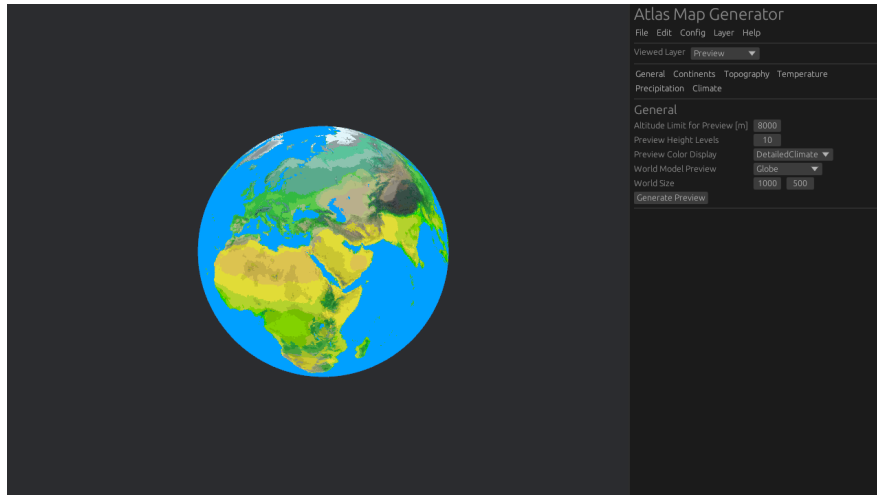 Atlas Map Generator
File Edit Config Layer Help
Viewed Layer Preview
General Continents Topography Temperature
Precipitation Climate
General
Altitude Limit for Preview [m] 8000
Preview Height Levels 10
Preview Color Display DetailedClimate
World Model Preview Globe
World Size 1000 500
Generate Preview